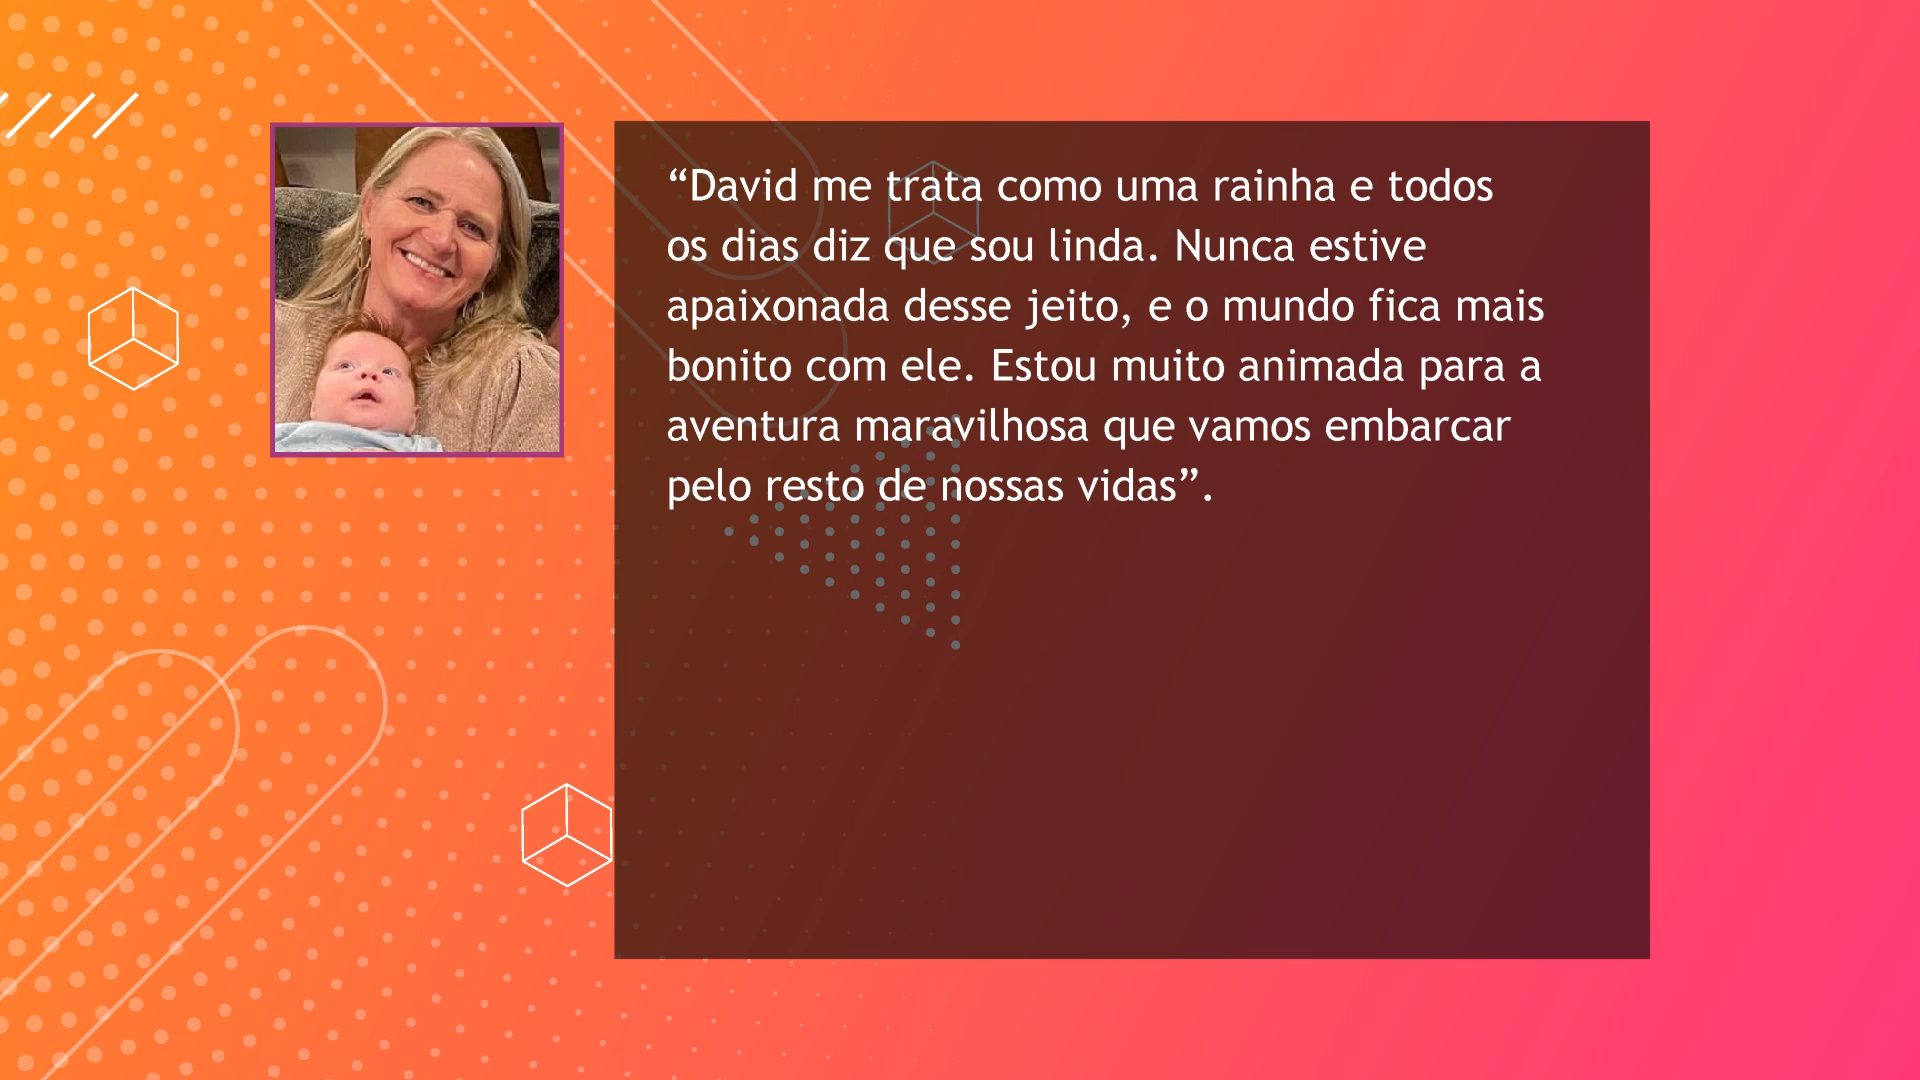 “David me trata como uma rainha e todos
os dias diz que sou linda. Nunca estive
apaixonada desse jeito, e o mundo fica mais
bonito com ele. Estou muito animada para a
aventura maravilhosa que vamos embarcar
pelo resto de nossas vidas”.